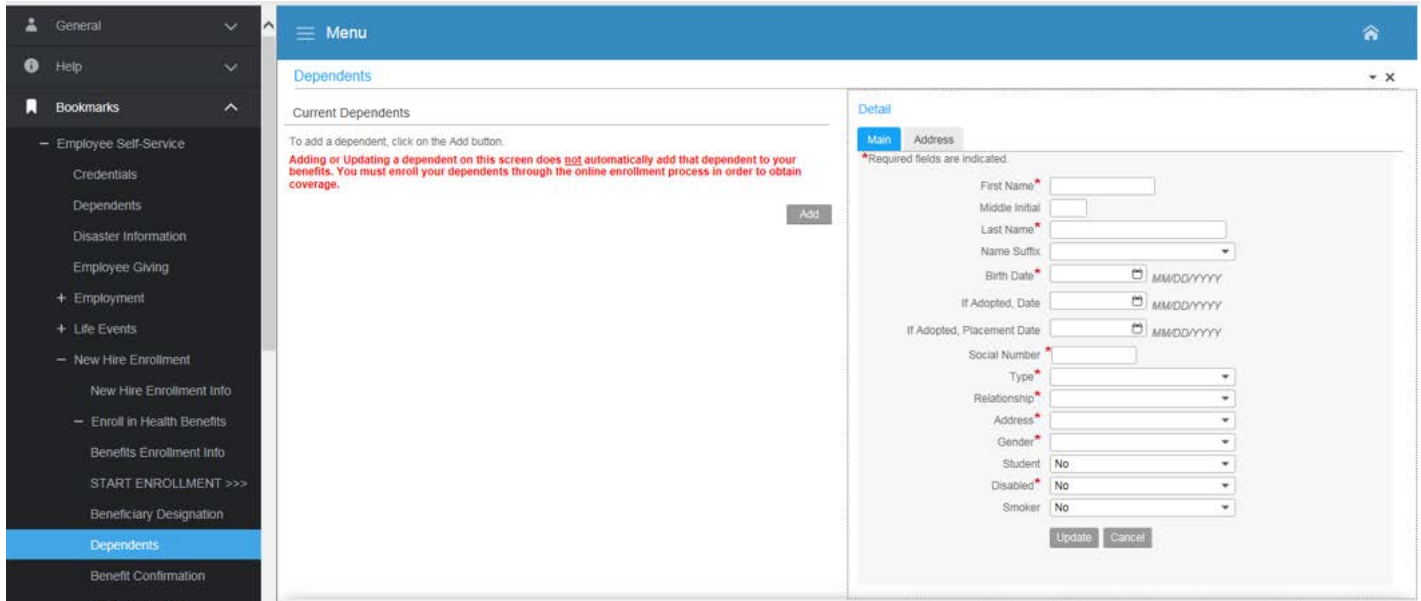 General
Help
Bookmarks
Employee Self-Service
Credentials
Dependents
Disaster Information
Employee Giving
Employment
Life Events
New Hire Enrollment
New Hire Enrollment Info
Enroll in Health Benefits
Benefits Enrollment Info
START ENROLLMENT >>>
Beneficiary Designation
Dependents
Benefit Confirmation
Menu
Dependents
Current Dependents
To add a dependent, click on the Add button.
Adding or Updating a dependent on this screen does not automatically add that dependent to your
benefits. You must enroll your dependents through the online enrollment process in order to obtain
coverage.
Add
Detail
Main Address
*Required fields are indicated.
First Name*
Middle Initial
Last Name*
Name Suffix
Birth Date* MM/DD/YYYY
If Adopted, Date MM/DD/YYYY
If Adopted, Placement Date MM/DD/YYYY
Social Number *
Type*
Relationship*
Address*
Gender*
Student No
Disabled* No
Smoker No
Update Cancel